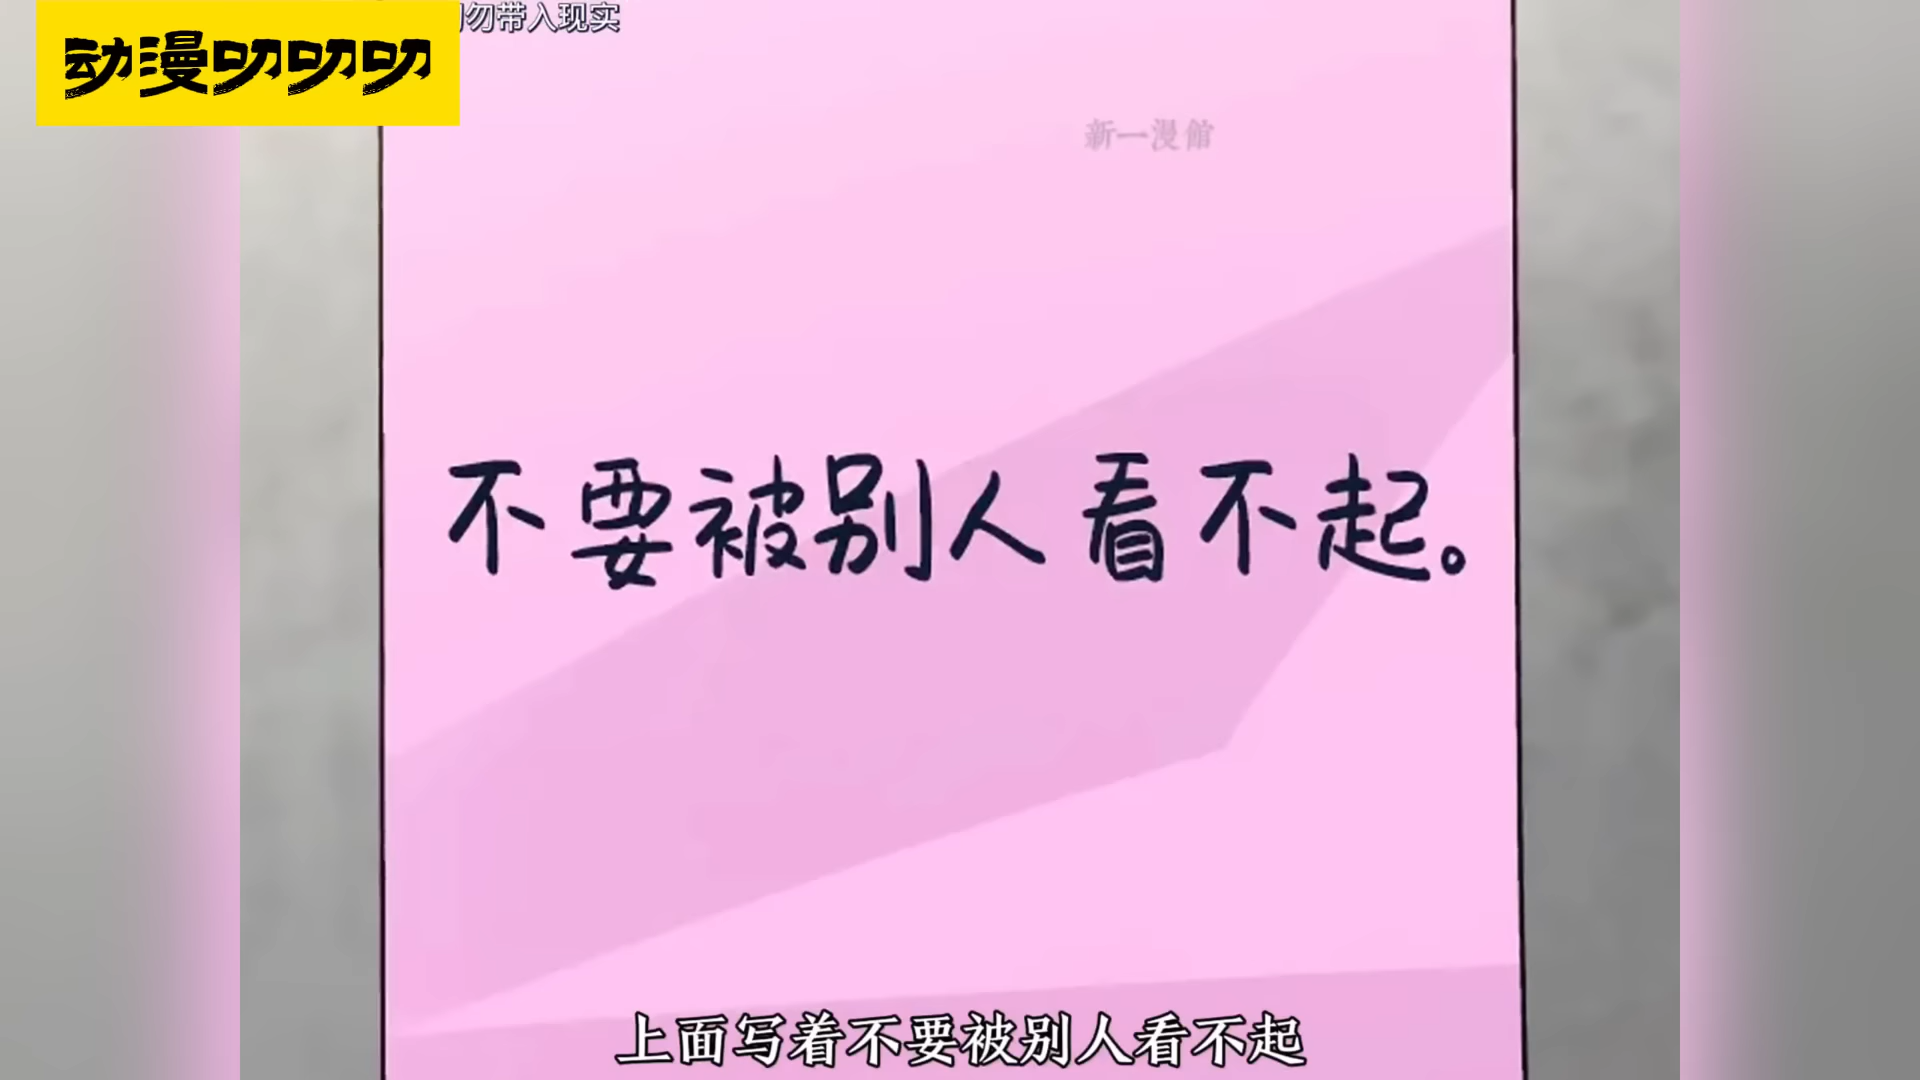 勿带入现实
动漫叨叨叨
新一漫館
不要被别人看不起。
上面写着不要被别人看不起